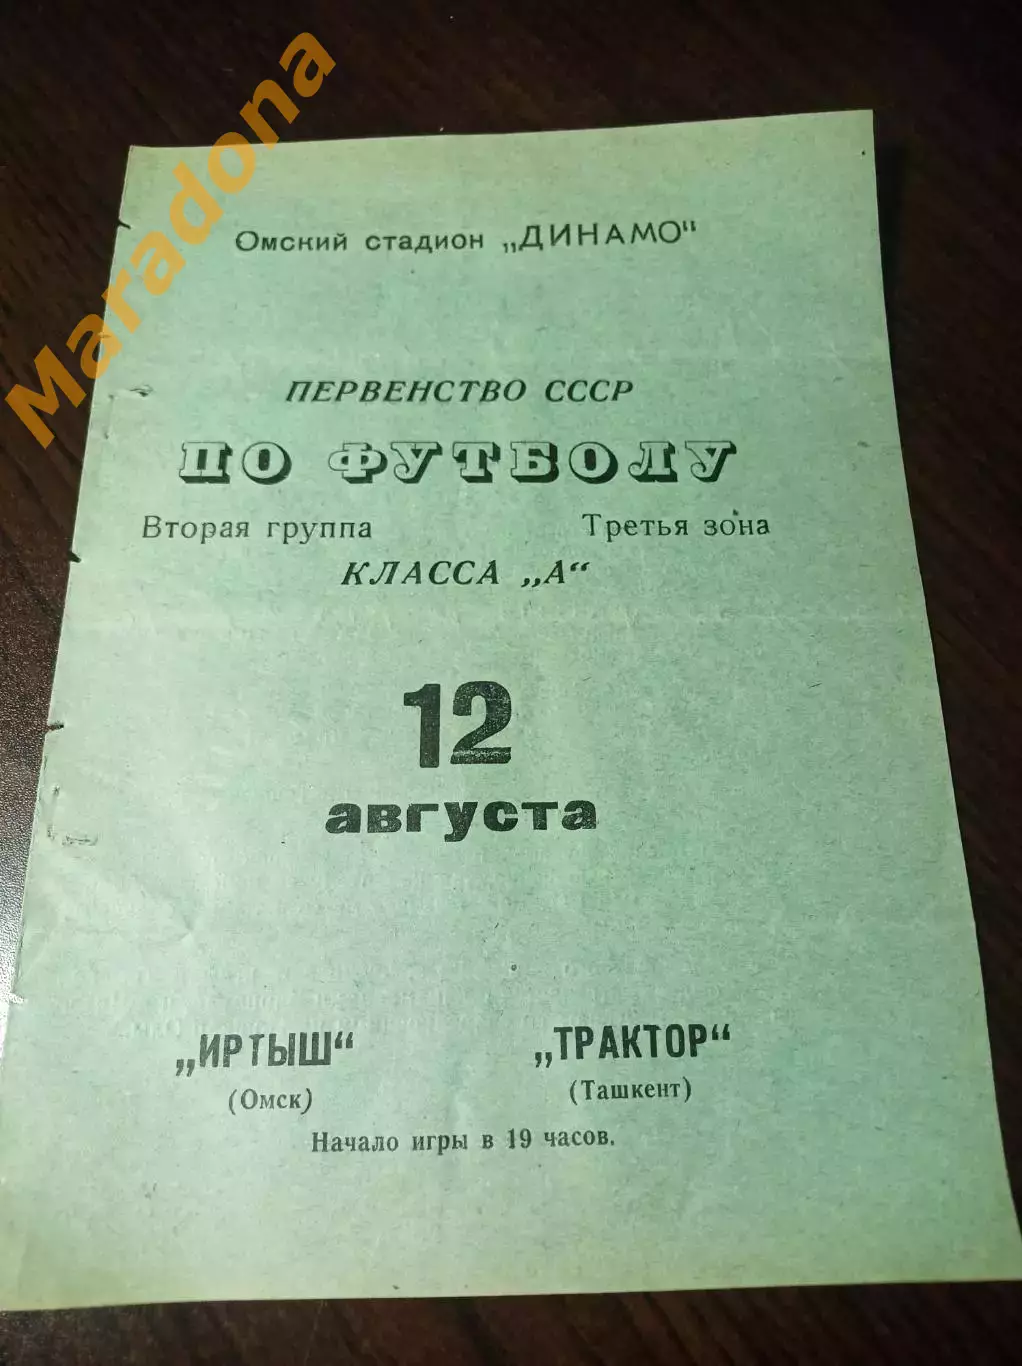 Maradona
Омский стадион „ДИНАМО"
ПЕРВЕНСТВО СССР
ПО ФУТБОЛУ
Вторая группа Третья зона
КЛАССА „А“
12
августа
„ИРТЫШ“ „ТРАКТОР“
(Омск) (Ташкент)
Начало игры в 19 часов.